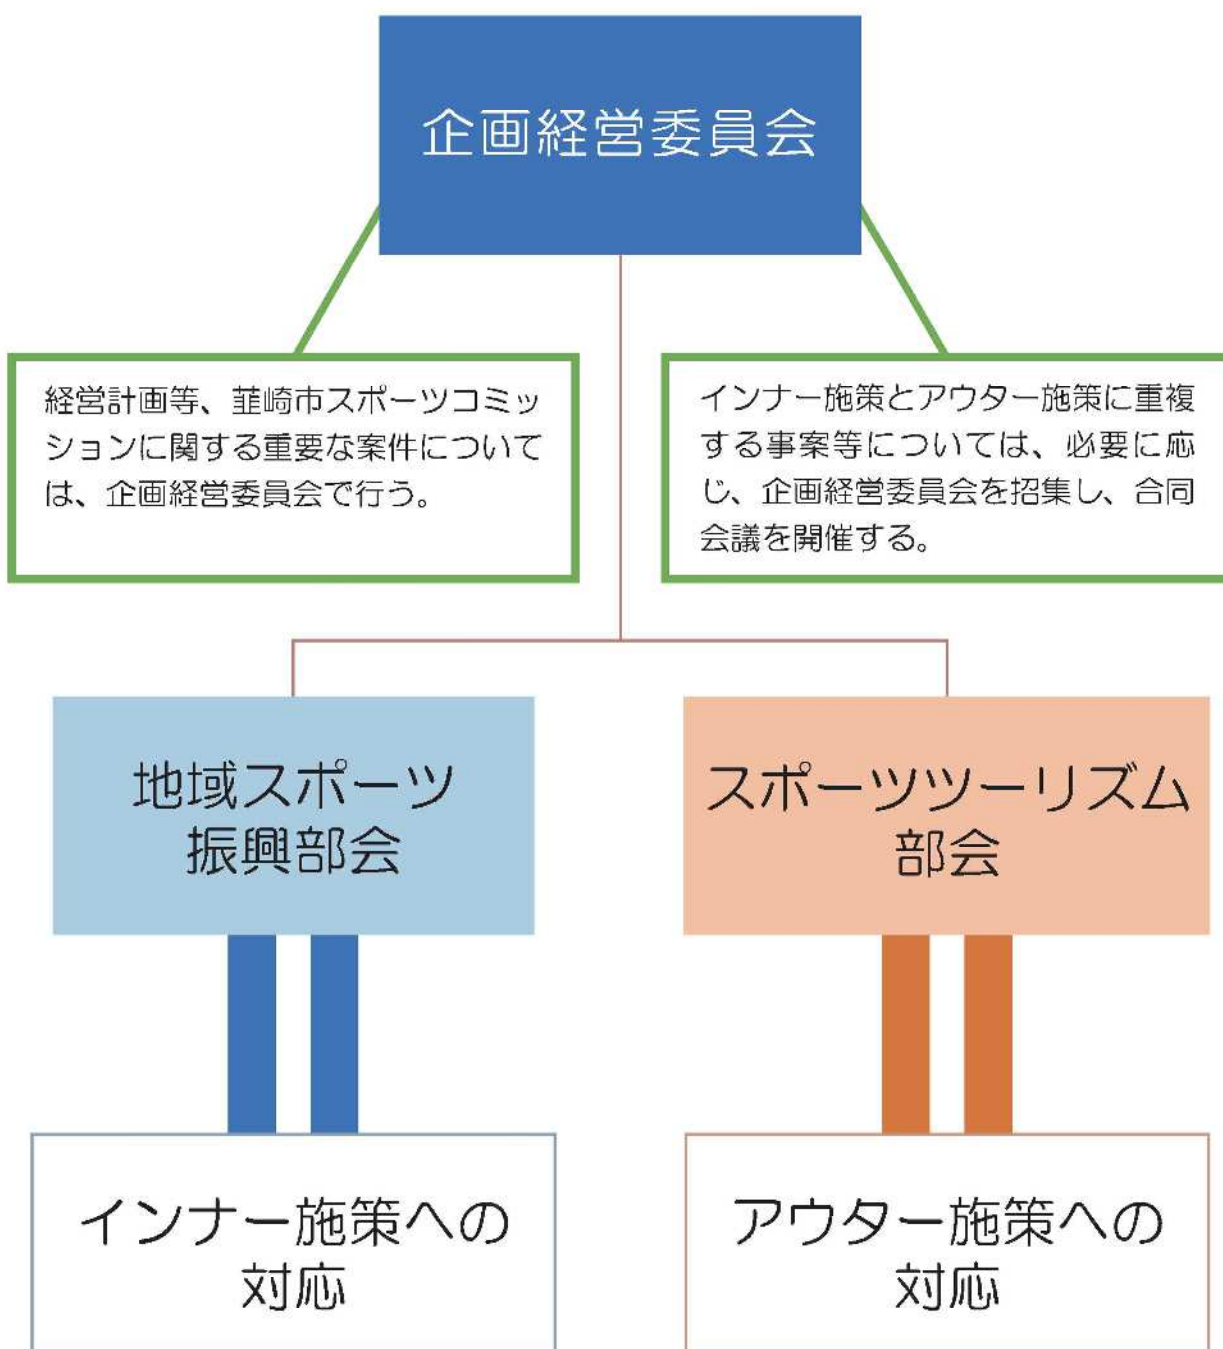 企画経営委員会
経営計画等、韮崎市スポーツコミッ
ションに関する重要な案件について
は、企画経営委員会で行う。
インナー施策とアウター施策に重複
する事案等については、必要に応
じ、企画経営委員会を招集し、合同
会議を開催する。
地域スポーツ
振興部会
スポーツツーリズム
部会
インナー施策への
対応
アウター施策への
対応